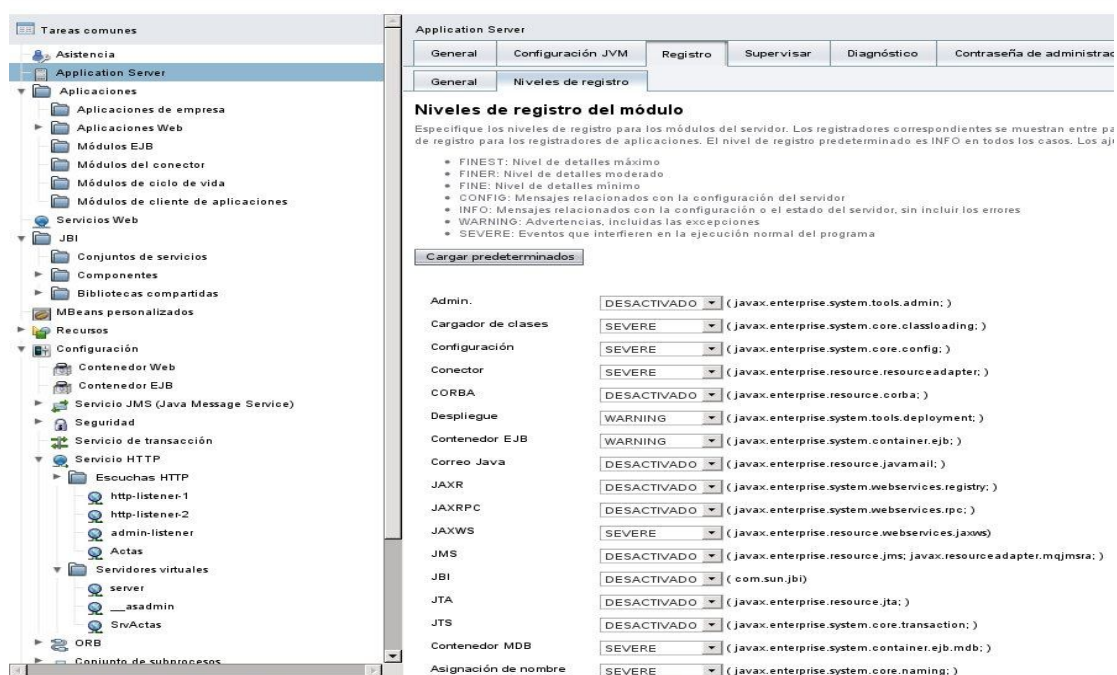 Tareas comunes
Asistencia
Application Server
Aplicaciones
Aplicaciones de empresa
Aplicaciones Web
Módulos EJB
Módulos del conector
Módulos de ciclo de vida
Módulos de cliente de aplicaciones
Servicios Web
JBI
Conjuntos de servicios
Componentes
Bibliotecas compartidas
MBeans personalizados
Recursos
Configuración
Contenedor Web
Contenedor EJB
Servicio JMS (Java Message Service)
Seguridad
Servicio de transacción
Servicio HTTP
Escuchas HTTP
http-listener-1
http-listener-2
admin-listener
Actas
Servidores virtuales
server
__asadmin
SrvActas
ORB
Conjunto de subprocesos
Application Server
General Configuración JVM Registro Supervisar Diagnóstico Contraseña de administrac
General Niveles de registro
Niveles de registro del módulo
Especifique los niveles de registro para los módulos del servidor. Los registradores correspondientes se muestran entre pa
de registro para los registradores de aplicaciones. El nivel de registro predeterminado es INFO en todos los casos. Los aju
FINEST: Nivel de detalles máximo
FINER: Nivel de detalles moderado
FINE: Nivel de detalles mínimo
CONFIG: Mensajes relacionados con la configuración del servidor
INFO: Mensajes relacionados con la configuración o el estado del servidor, sin incluir los errores
WARNING: Advertencias, incluidas las excepciones
SEVERE: Eventos que interfieren en la ejecución normal del programa
Cargar predeterminados
Admin. DESACTIVADO ( javax.enterprise.system.tools.admin; )
Cargador de clases SEVERE ( javax.enterprise.system.core.classloading; )
Configuración SEVERE ( javax.enterprise.system.core.config; )
Conector SEVERE ( javax.enterprise.resource.resourceadapter; )
CORBA DESACTIVADO ( javax.enterprise.resource.corba; )
Despliegue WARNING ( javax.enterprise.system.tools.deployment; )
Contenedor EJB WARNING ( javax.enterprise.system.container.ejb; )
Correo Java DESACTIVADO ( javax.enterprise.resource.javamail; )
JAXR DESACTIVADO ( javax.enterprise.system.webservices.registry; )
JAXRPC DESACTIVADO ( javax.enterprise.system.webservices.rpc; )
JAXWS SEVERE ( javax.enterprise.resource.webservices.jaxws)
JMS DESACTIVADO ( javax.enterprise.resource.jms; javax.resourceadapter.mqjmsra; )
JBI DESACTIVADO ( com.sun.jbi)
JTA DESACTIVADO ( javax.enterprise.resource.jta; )
JTS DESACTIVADO ( javax.enterprise.system.core.transaction; )
Contenedor MDB SEVERE ( javax.enterprise.system.container.ejb.mdb; )
Asignación de nombre SEVERE ( javax.enterprise.system.core.naming; )